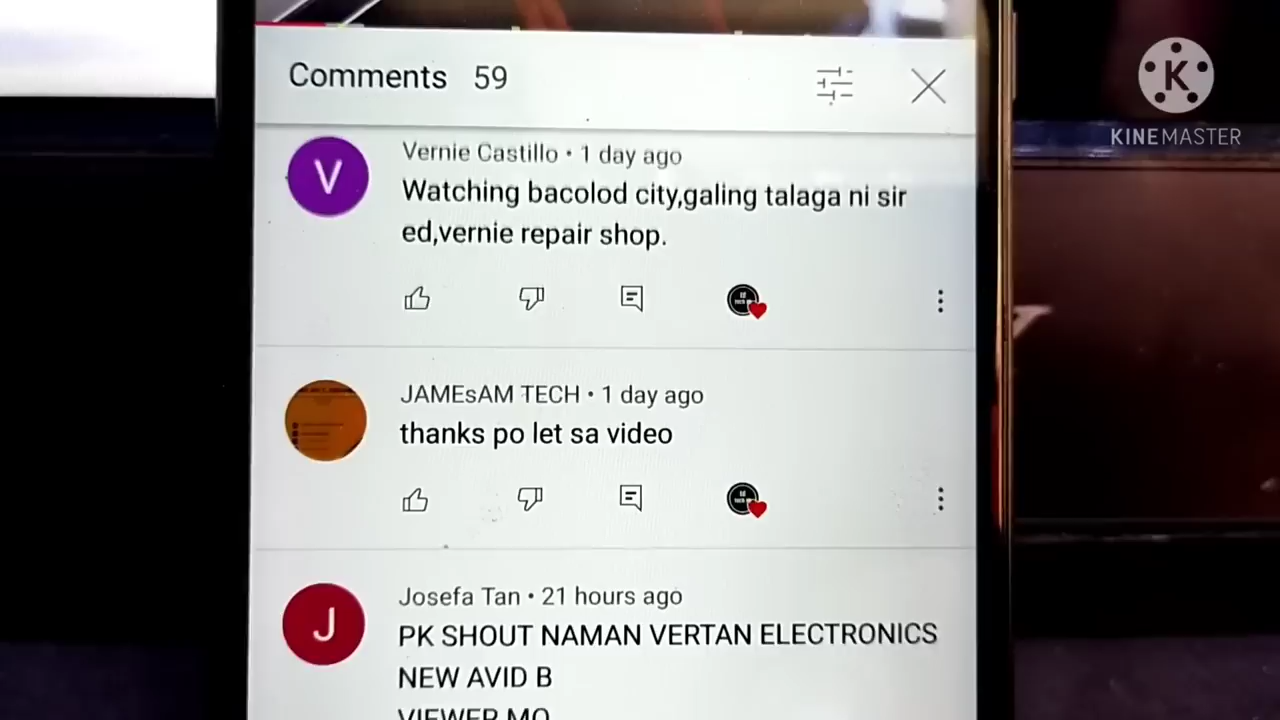 Comments 59
K
KINEMASTER
V
Vernie Castillo • 1 day ago
Watching bacolod city,galing talaga ni sir
ed,vernie repair shop.
JAMEsAM TECH • 1 day ago
thanks po let sa video
J
Josefa Tan • 21 hours ago
PK SHOUT NAMAN VERTAN ELECTRONICS
NEW AVID B
VIEWER MO